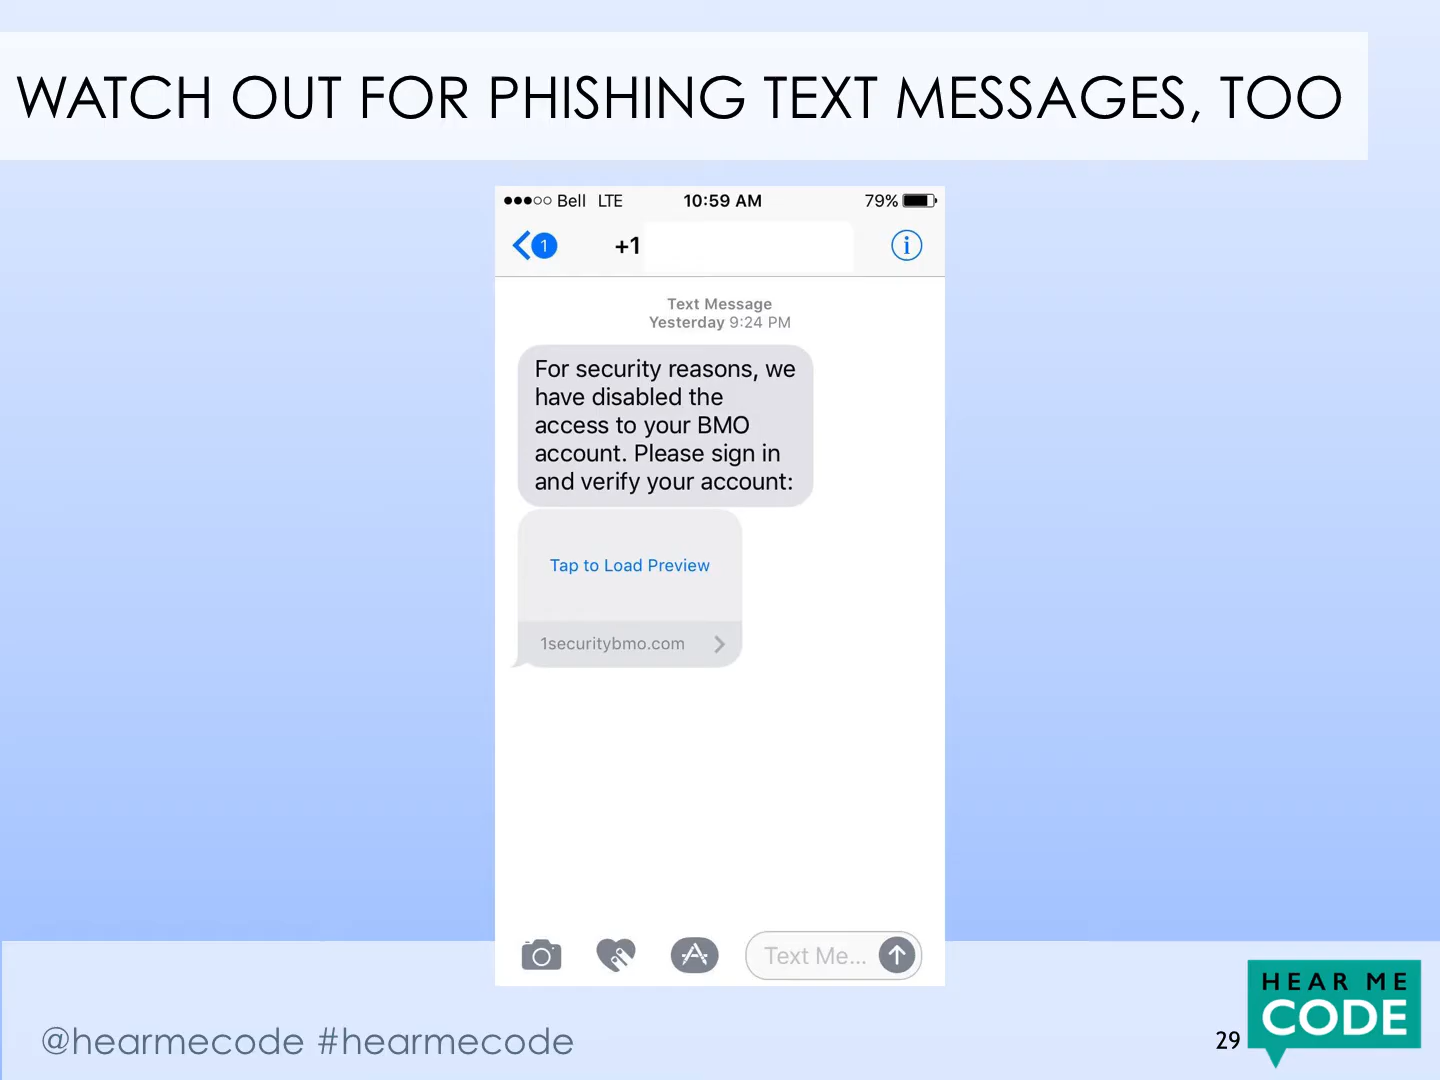 WATCH OUT FOR PHISHING TEXT MESSAGES, TOO
Bell LTE 10:59 AM 79%
1 +1
Text Message
Yesterday 9:24 PM
For security reasons, we
have disabled the
access to your BMO
account. Please sign in
and verify your account:
Tap to Load Preview
1securitybmo.com
Text Me...
@hearmecode #hearmecode
29
HEAR ME
CODE